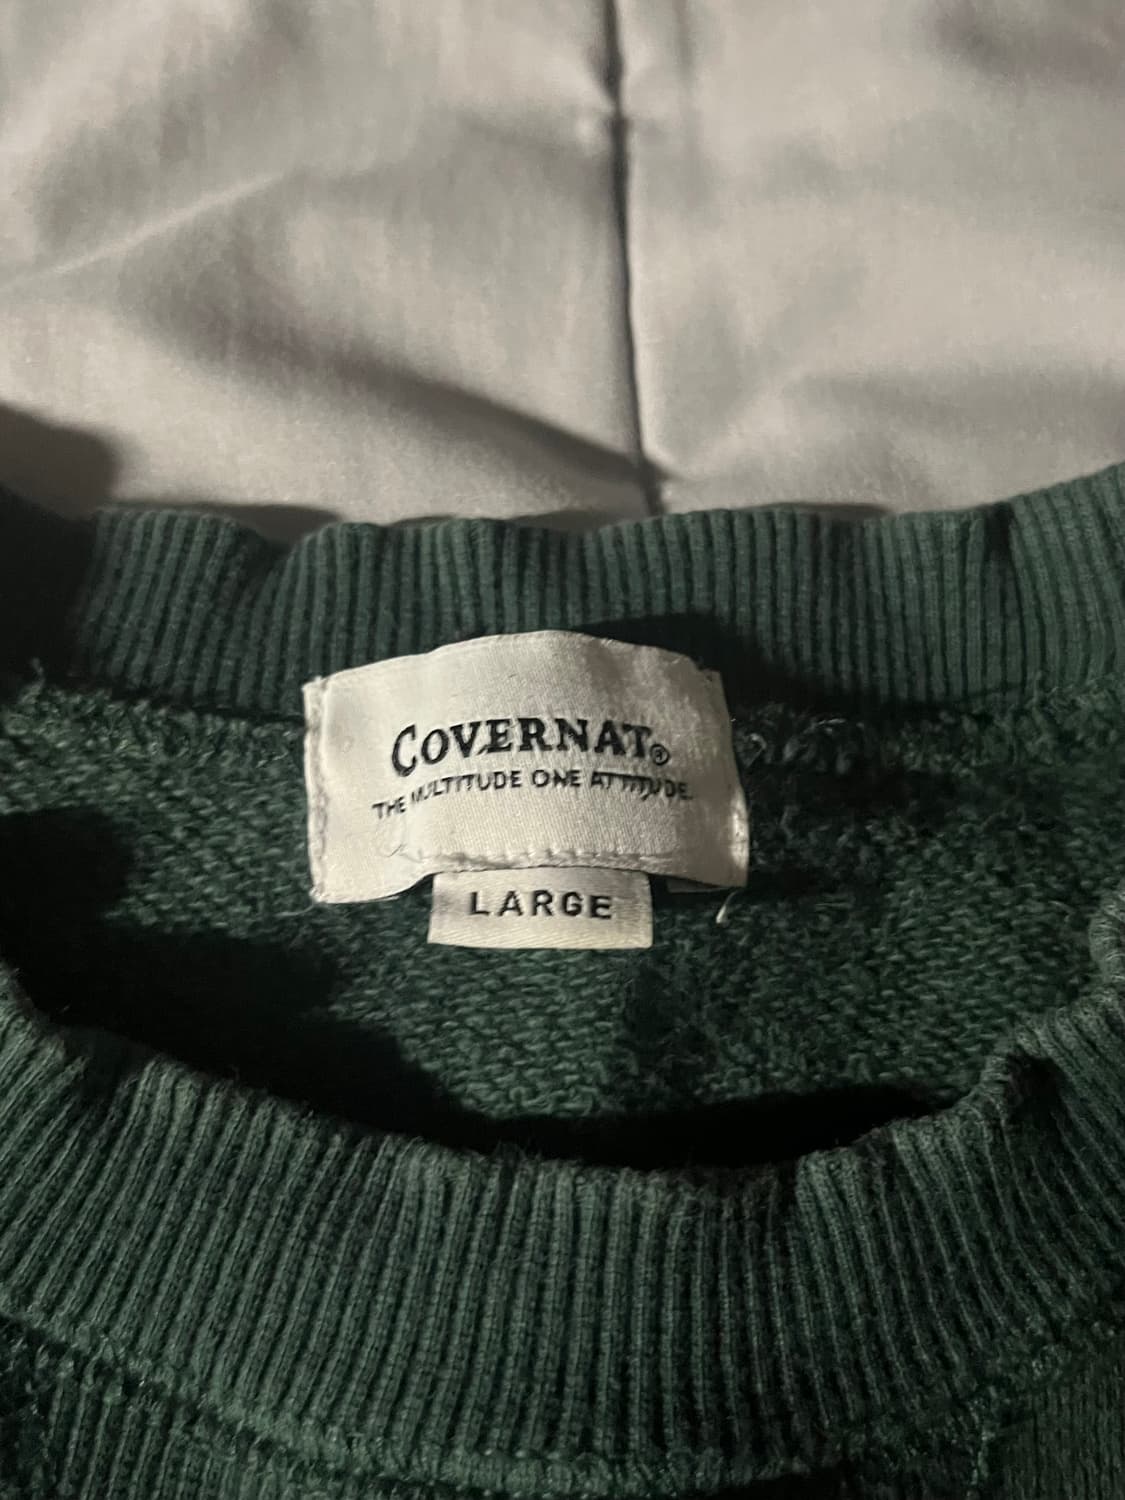 COVERNAT®
THE MULTITUDE ONE ATTITUDE.
LARGE